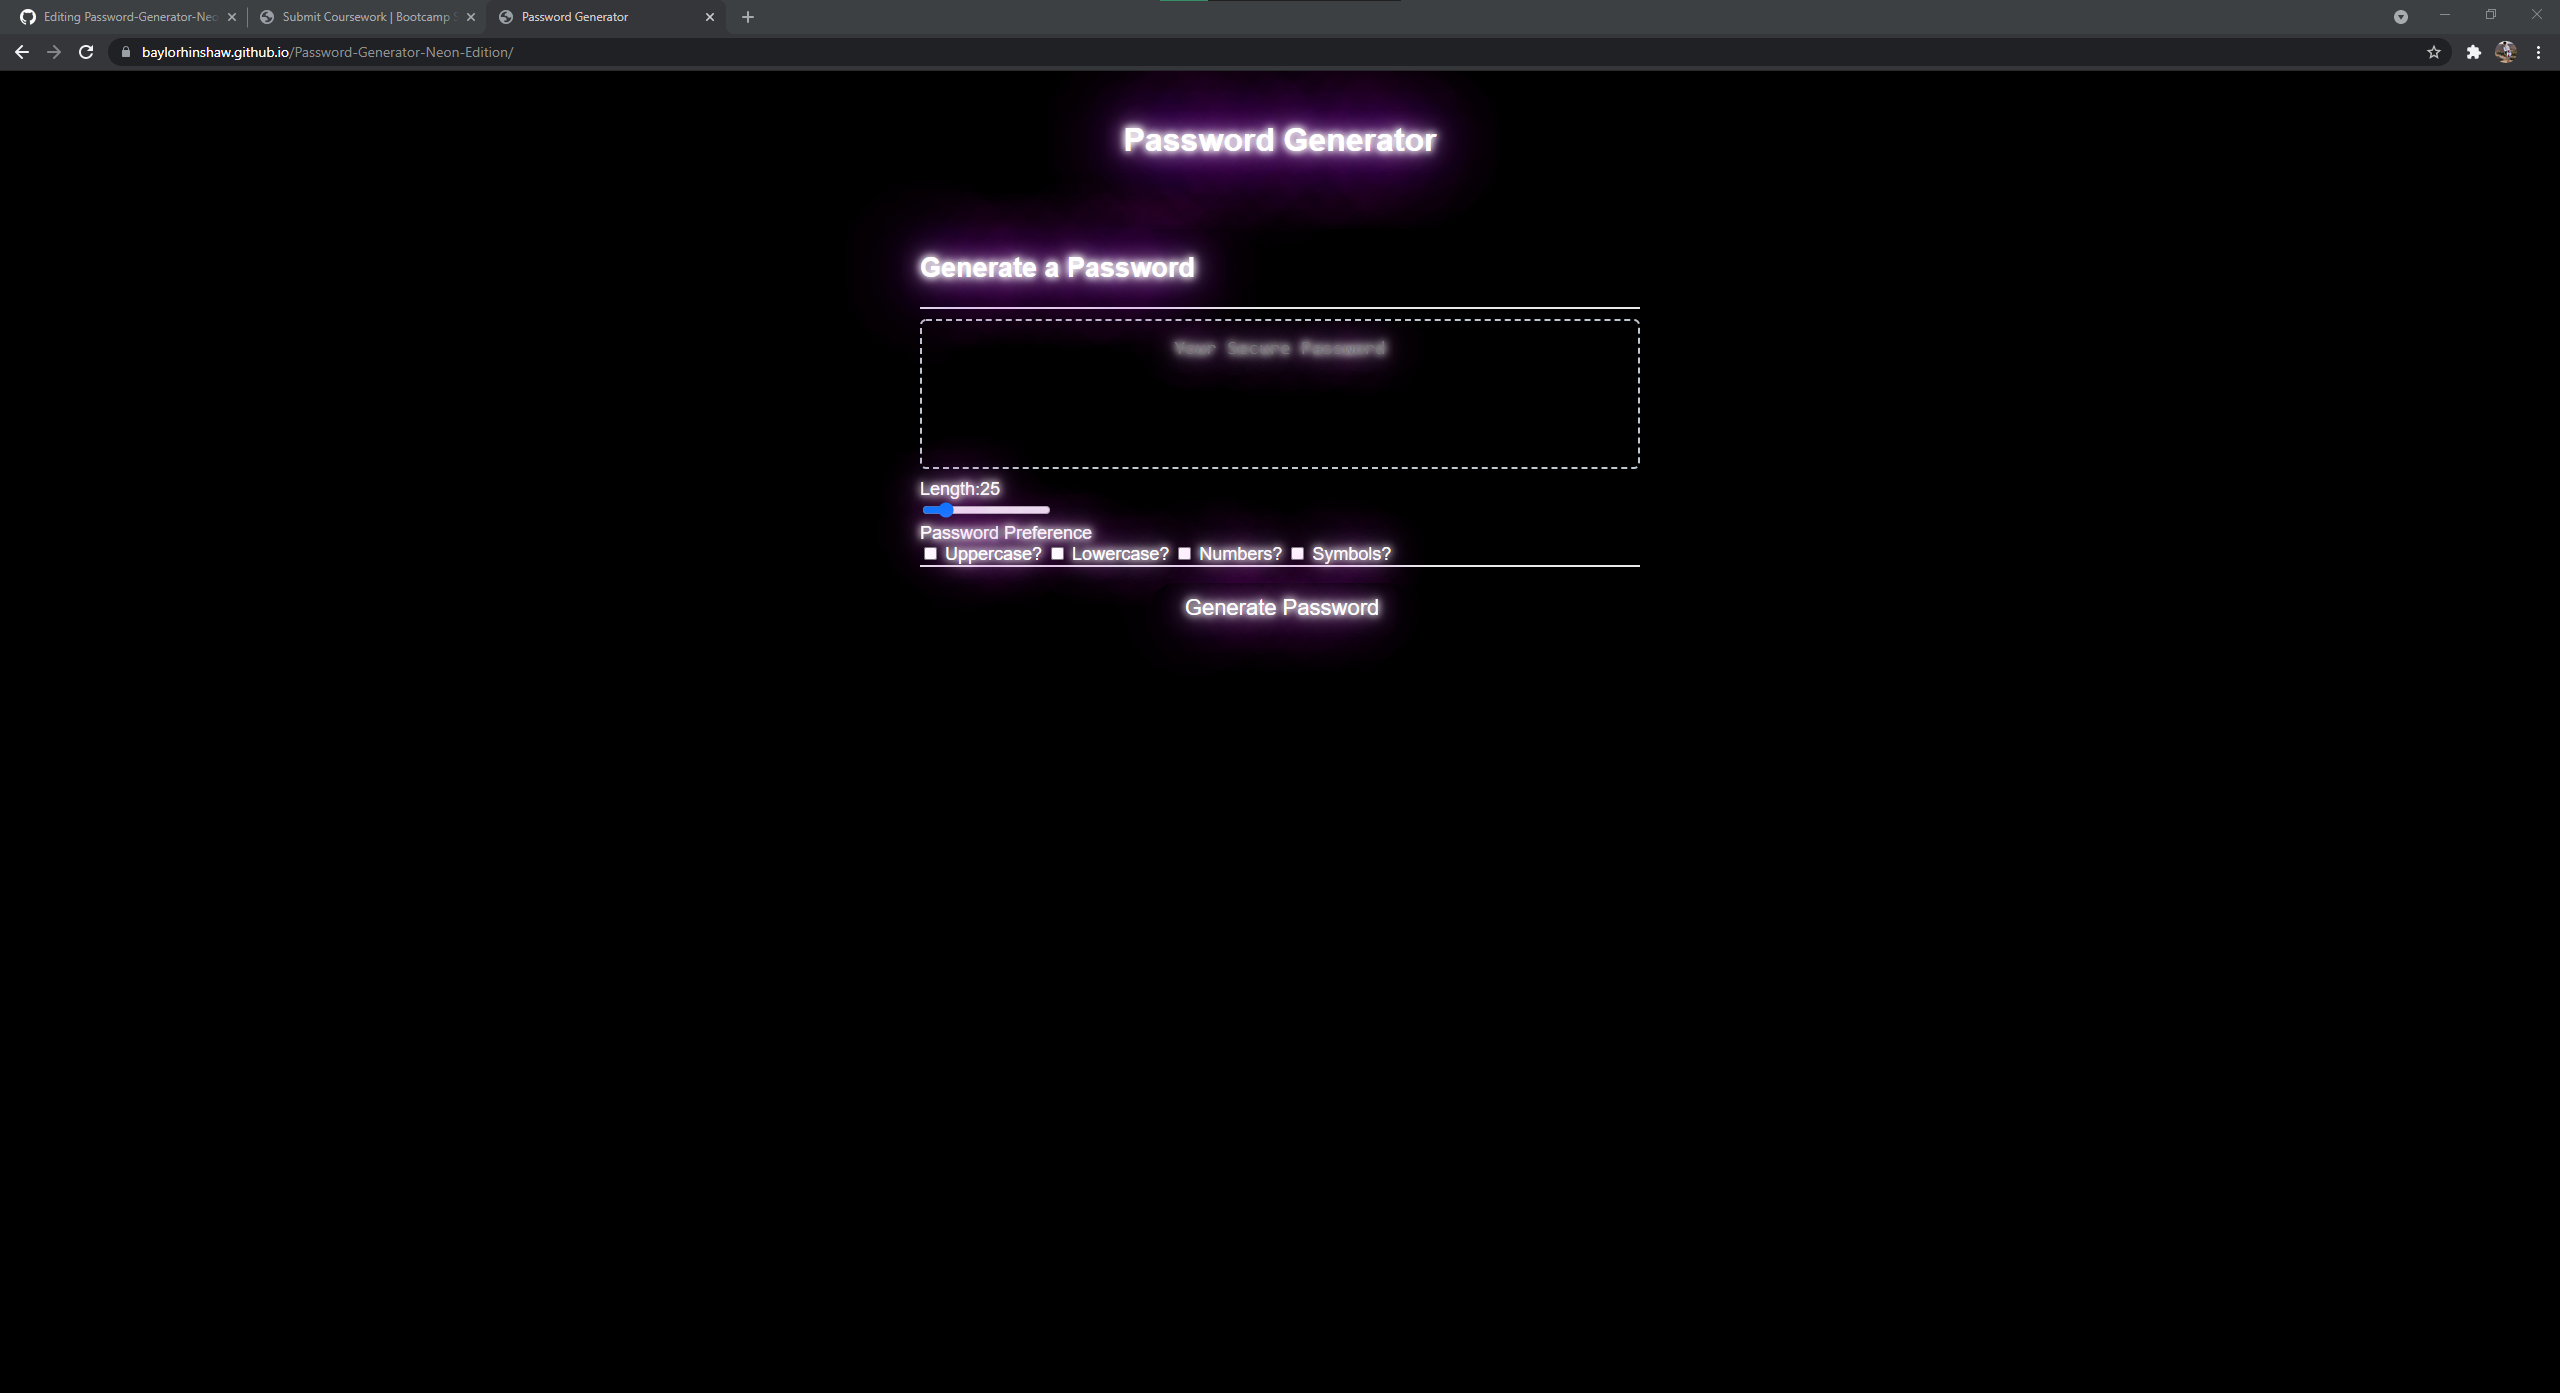 Editing Password-Generator-Neo
Submit Coursework | Bootcamp S
Password Generator
baylorhinshaw.github.io/Password-Generator-Neon-Edition/
Password Generator
Generate a Password
Your Secure Password
Length:25
Password Preference
Uppercase? Lowercase? Numbers? Symbols?
Generate Password